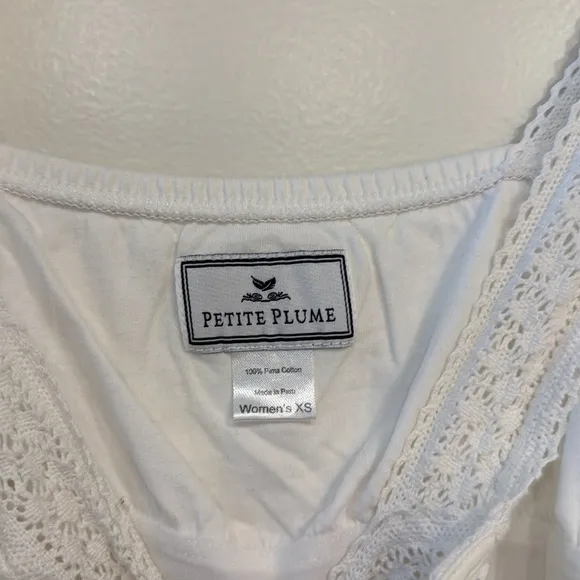 PETITE PLUME
100% Pima Cotton
Made in Peru
Women's XS